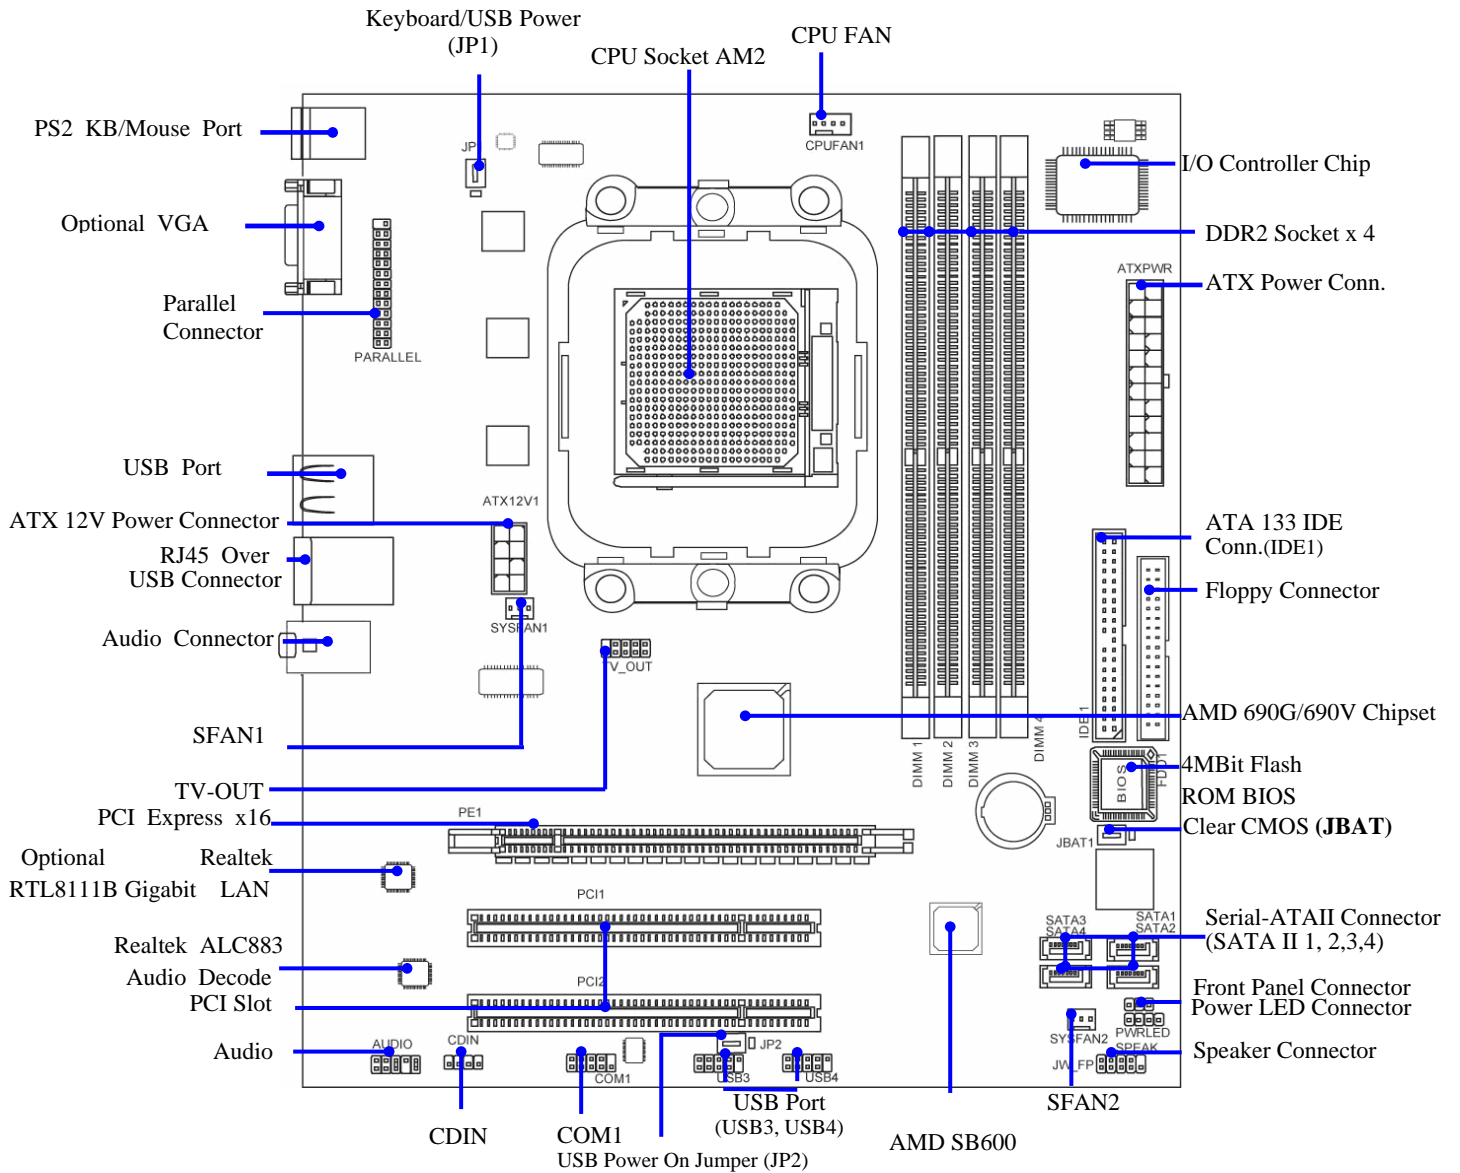 Keyboard/USB Power
(JP1)
CPU Socket AM2
CPU FAN
PS2 KB/Mouse Port
JP1
CPUFAN1
I/O Controller Chip
Optional VGA
DDR2 Socket x 4
ATXPWR
ATX Power Conn.
Parallel
Connector
PARALLEL
USB Port
ATX12V1
ATX 12V Power Connector
ATA 133 IDE
Conn.(IDE1)
RJ45 Over
USB Connector
Floppy Connector
SYSFAN1
Audio Connector
TV_OUT
AMD 690G/690V Chipset
SFAN1
DIMM 1
DIMM 2
DIMM 3
DIMM 4
IDE 1
FDD1
BIOS
4MBit Flash
ROM BIOS
TV-OUT
PE1
PCI Express x16
JBAT1
Clear CMOS (JBAT)
Optional Realtek
RTL8111B Gigabit LAN
PCI1
SATA3
SATA4
SATA1
SATA2
Serial-ATAII Connector
(SATA II 1, 2,3,4)
Realtek ALC883
Audio Decode
PCI2
PCI Slot
Front Panel Connector
Power LED Connector
SYSFAN2
PWRLED
SPEAK
JW_FP
Speaker Connector
Audio
AUDIO
CDIN
COM1
JP2
USB3
USB4
USB Port
(USB3, USB4)
SFAN2
CDIN
COM1
AMD SB600
USB Power On Jumper (JP2)